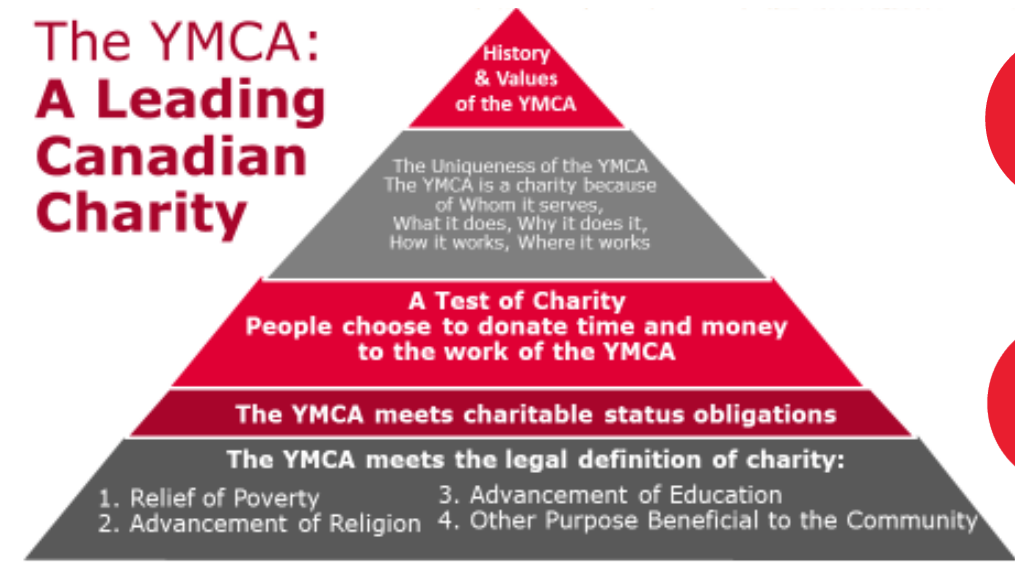 The YMCA:
A Leading
Canadian
Charity
History
& Values
of the YMCA
The Uniqueness of the YMCA
The YMCA is a charity because
of Whom it serves,
What it does, Why it does it,
How it works, Where it works
A Test of Charity
People choose to donate time and money
to the work of the YMCA
The YMCA meets charitable status obligations
The YMCA meets the legal definition of charity:
1. Relief of Poverty
2. Advancement of Religion
3. Advancement of Education
4. Other Purpose Beneficial to the Community